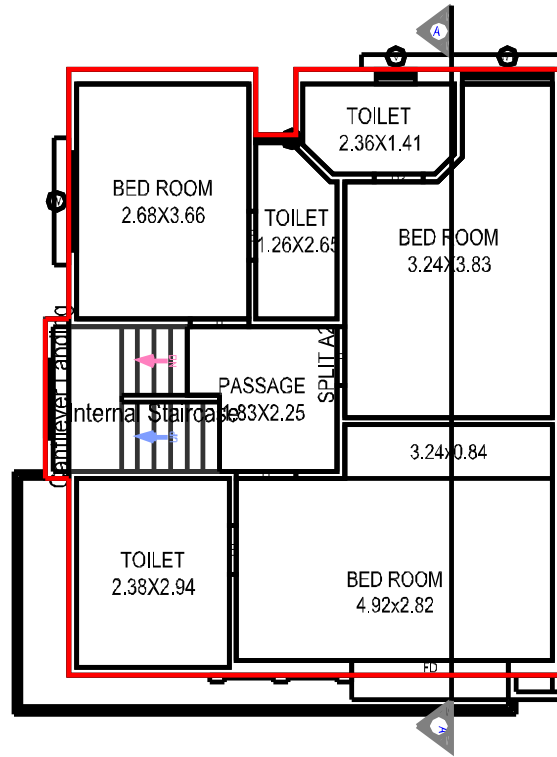 A
TOILET
2.36X1.41
BED ROOM
2.68X3.66
TOILET
1.26X2.65
BED ROOM
3.24X3.83
Cantilever Landing
SPLIT A2
PASSAGE
1.83X2.25
Internal Staircase
3.24x0.84
TOILET
2.38X2.94
BED ROOM
4.92x2.82
FD
A